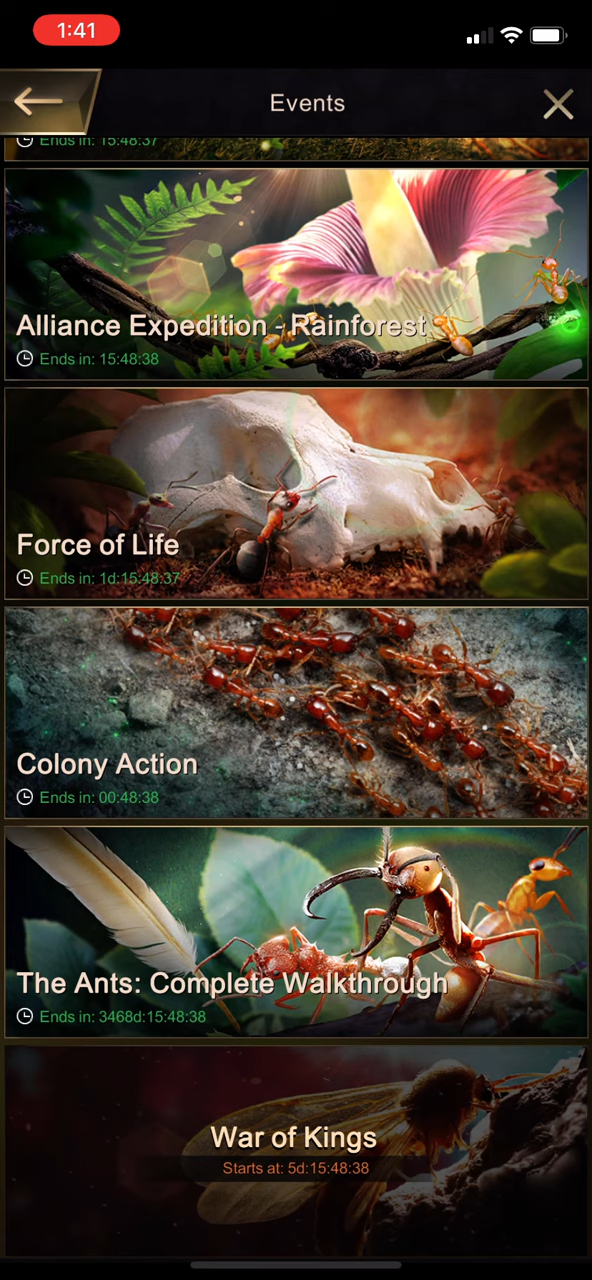 1:41
Events
Ends in: 15:48:37
Alliance Expedition - Rainforest
Ends in: 15:48:38
Force of Life
Ends in: 1d:15:48:37
Colony Action
Ends in: 00:48:38
The Ants: Complete Walkthrough
Ends in: 3468d:15:48:38
War of Kings
Starts at: 5d:15:48:38